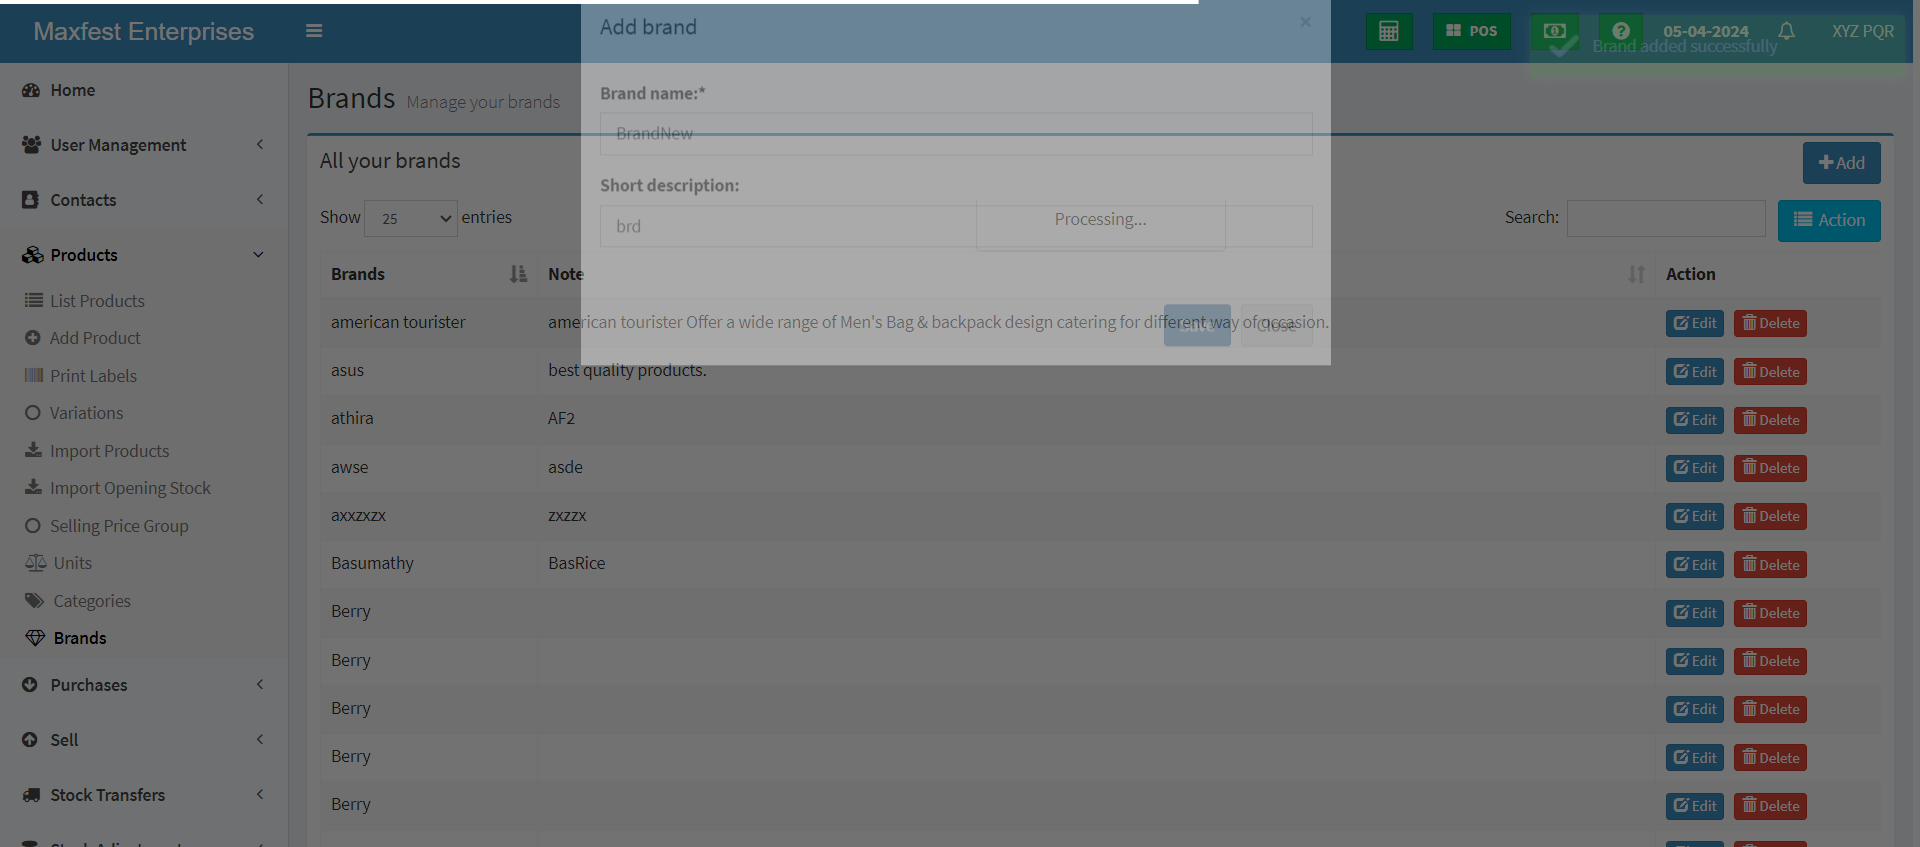 Maxfest Enterprises
Add brand
×
POS
05-04-2024
XYZ PQR
Brand added successfully
Home
User Management
Contacts
Products
List Products
Add Product
Print Labels
Variations
Import Products
Import Opening Stock
Selling Price Group
Units
Categories
Brands
Purchases
Sell
Stock Transfers
Brands Manage your brands
Brand name:*
BrandNew
All your brands
Add
Short description:
brd
Show 25 entries
Processing...
Search:
Action
Brands Note Action
american tourister american tourister Offer a wide range of Men's Bag & backpack design catering for different way of occasion. Edit Delete
Save Close
asus best quality products. Edit Delete
athira AF2 Edit Delete
awse asde Edit Delete
axxzxzx zxzzx Edit Delete
Basumathy BasRice Edit Delete
Berry Edit Delete
Berry Edit Delete
Berry Edit Delete
Berry Edit Delete
Berry Edit Delete